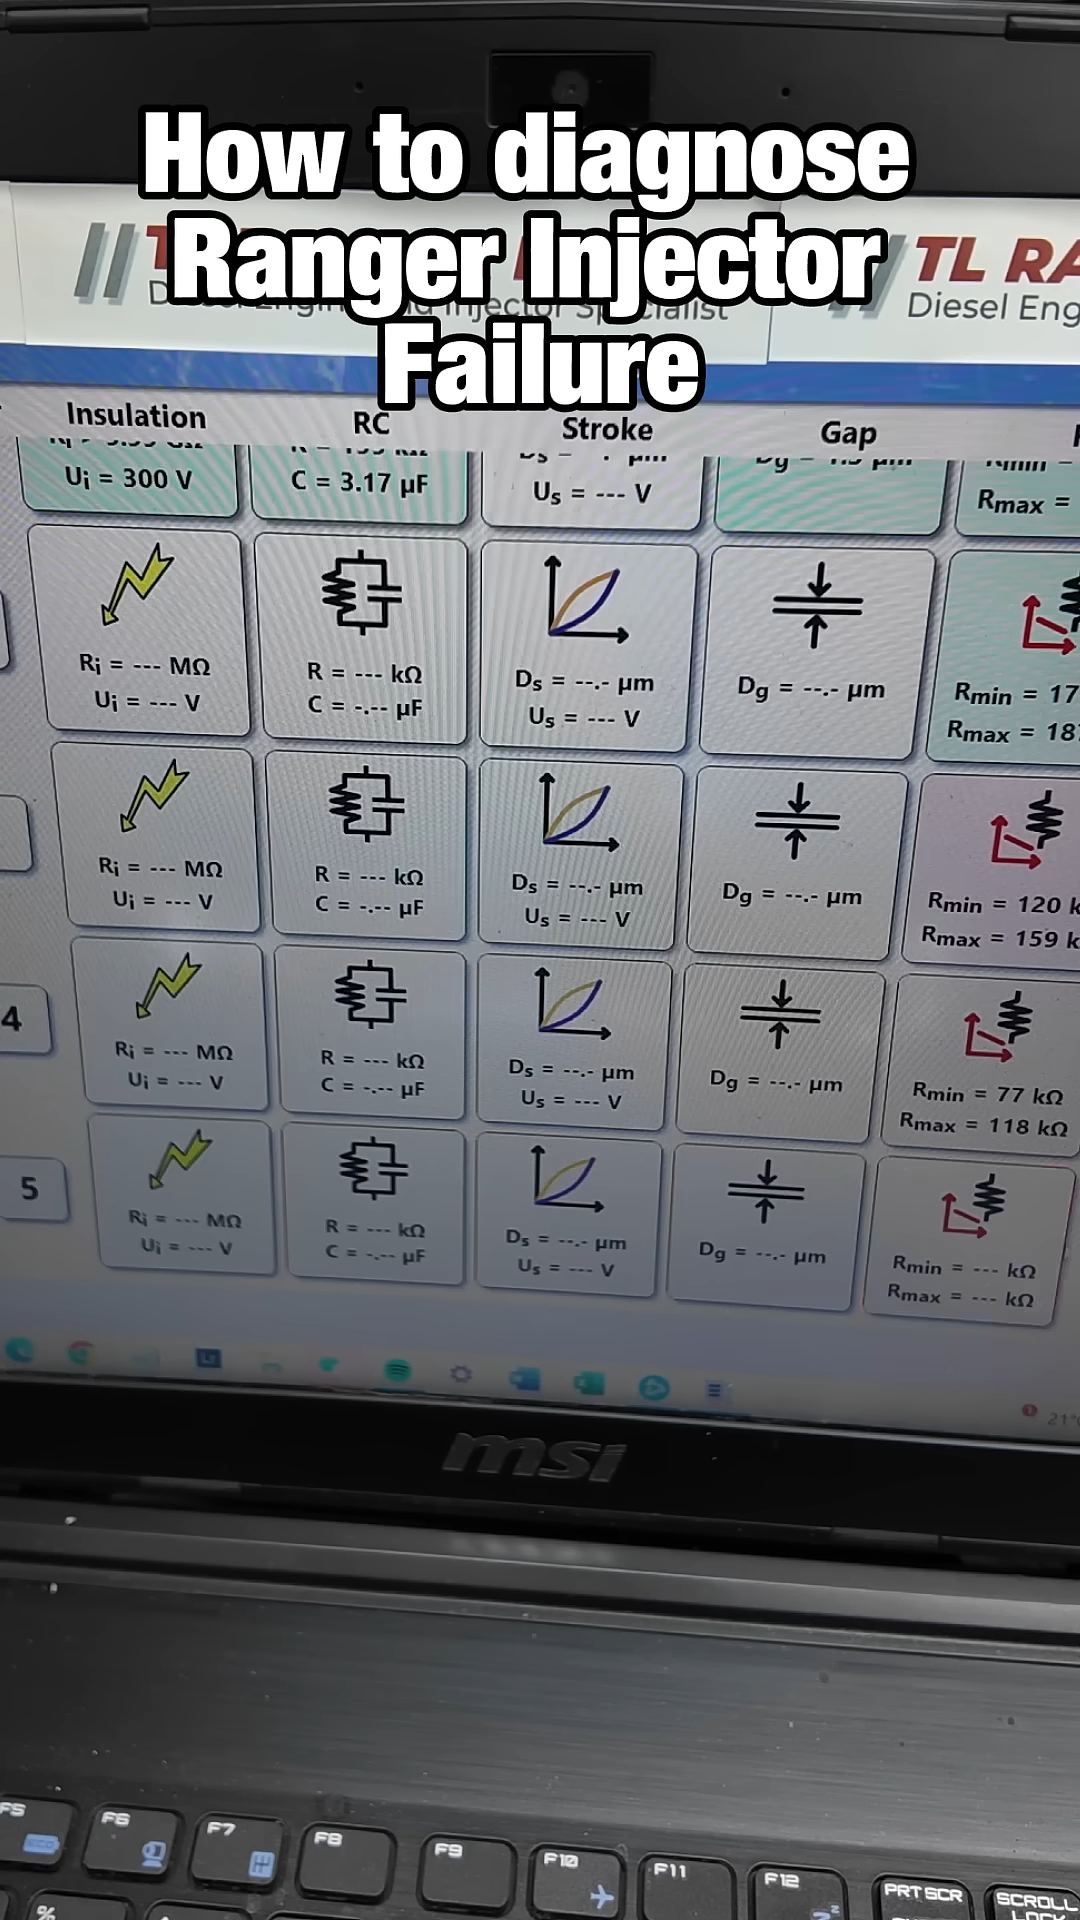 How to diagnose
Ranger Injector
Failure
TL RA
Diesel Eng
Insulation RC Stroke Gap
Ui = 300 V
C = 3.17 µF
Us = --- V
Rmax =
Ri = --- MΩ
Ui = --- V
R = --- kΩ
C = -.-- µF
Ds = --.- µm
Us = --- V
Dg = --.- µm
Rmin = 17
Rmax = 18
Ri = --- MΩ
Ui = --- V
R = --- kΩ
C = -.-- µF
Ds = --.- µm
Us = --- V
Dg = --.- µm
Rmin = 120 k
Rmax = 159 k
4
Ri = --- MΩ
Ui = --- V
R = --- kΩ
C = -.-- µF
Ds = --.- µm
Us = --- V
Dg = --.- µm
Rmin = 77 kΩ
Rmax = 118 kΩ
5
Ri = --- MΩ
Ui = --- V
R = --- kΩ
C = -.-- µF
Ds = --.- µm
Us = --- V
Dg = --.- µm
Rmin = --- kΩ
Rmax = --- kΩ
21°
msi
F5 F6 F7 F8 F9 F10 F11 F12 PRTSCR SCROLL
LOCK
%